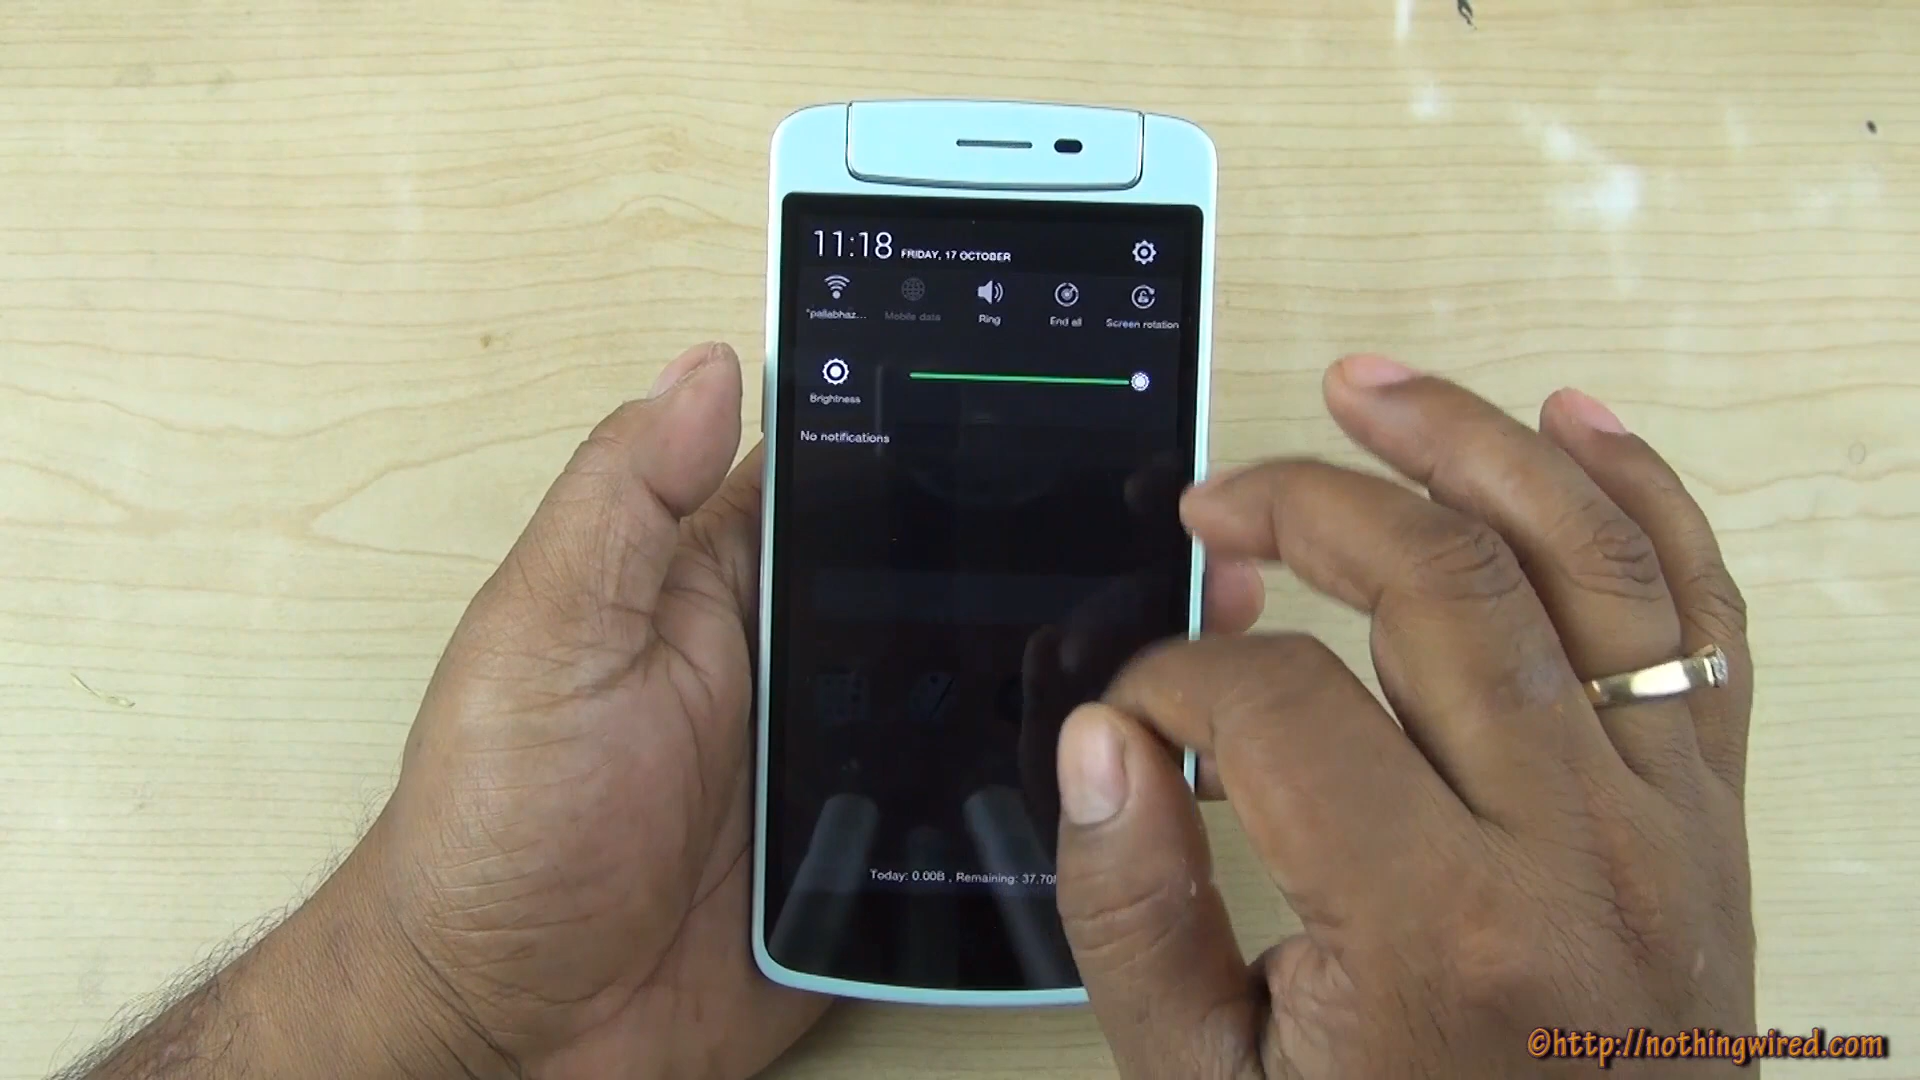 11:18 FRIDAY, 17 OCTOBER
"pallabhaz... Mobile data Ring End all Screen rotation
Brightness
No notifications
Today: 0.00B , Remaining: 37.70
©http://nothingwired.com